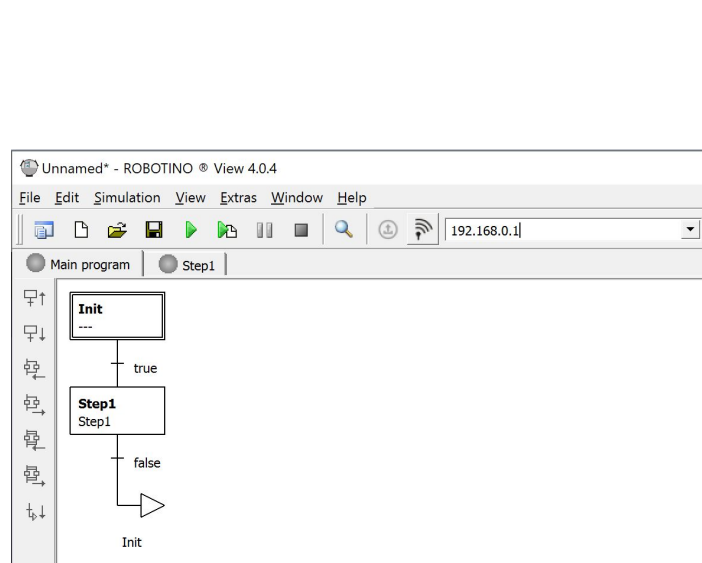 Unnamed* - ROBOTINO ® View 4.0.4
File Edit Simulation View Extras Window Help
192.168.0.1
Main program Step1
Init
---
true
Step1
Step1
false
Init